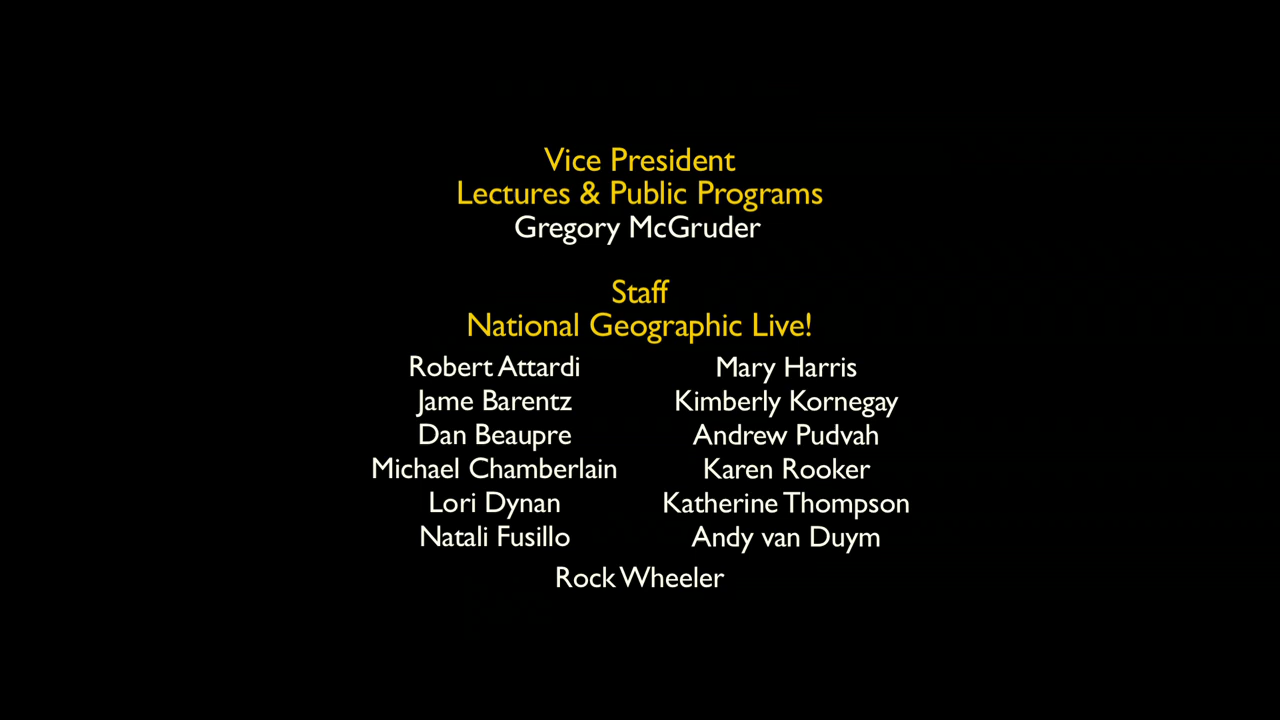 Vice President
Lectures & Public Programs
Gregory McGruder
Staff
National Geographic Live!
Robert Attardi
Jame Barentz
Dan Beaupre
Michael Chamberlain
Lori Dynan
Natali Fusillo
Mary Harris
Kimberly Kornegay
Andrew Pudvah
Karen Rooker
Katherine Thompson
Andy van Duym
Rock Wheeler